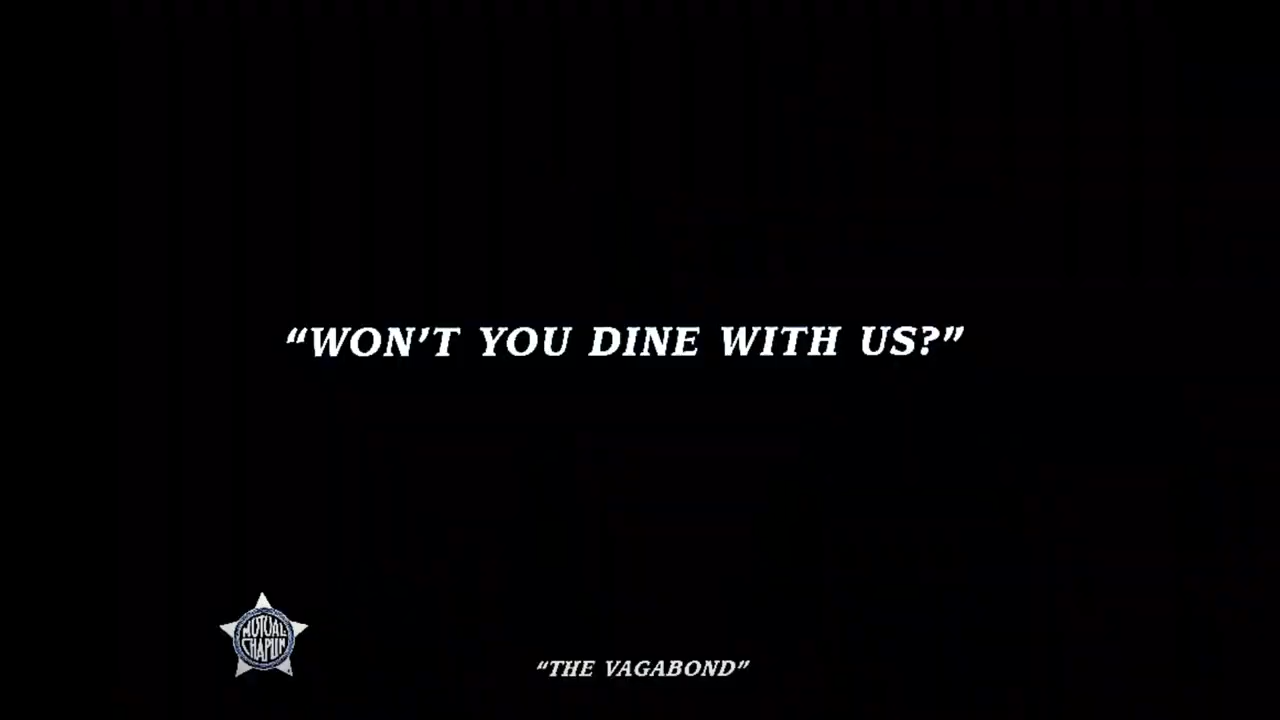 “WON’T YOU DINE WITH US?”
MUTUAL
CHAPLIN
“THE VAGABOND”